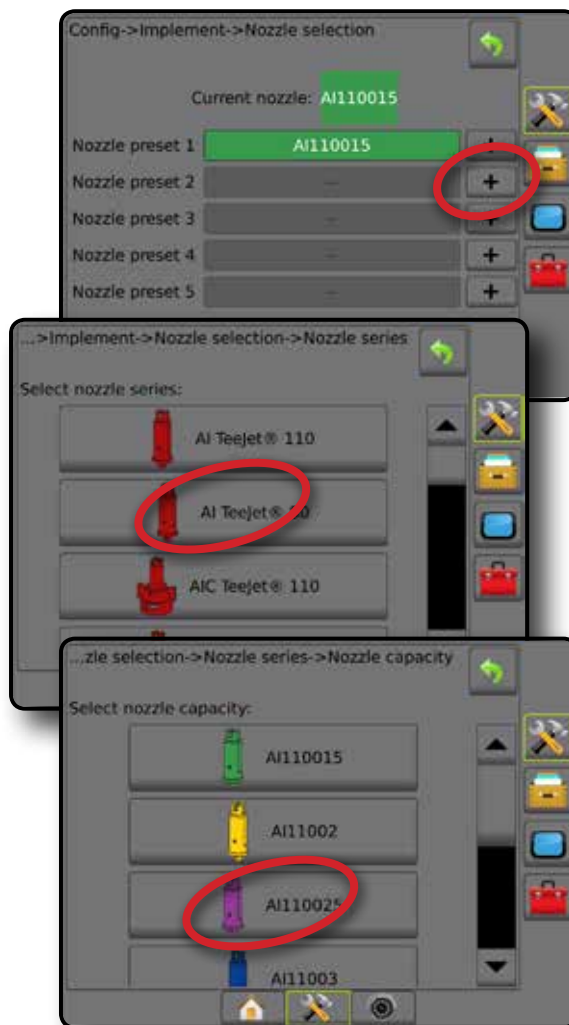 Config->Implement->Nozzle selection
Current nozzle: AI110015
Nozzle preset 1 AI110015 +
Nozzle preset 2 -- +
Nozzle preset 3 -- +
Nozzle preset 4 -- +
Nozzle preset 5 -- +
...>Implement->Nozzle selection->Nozzle series
Select nozzle series:
AI TeeJet® 110
AI TeeJet® 80
AIC TeeJet® 110
...zle selection->Nozzle series->Nozzle capacity
Select nozzle capacity:
AI110015
AI11002
AI110025
AI11003